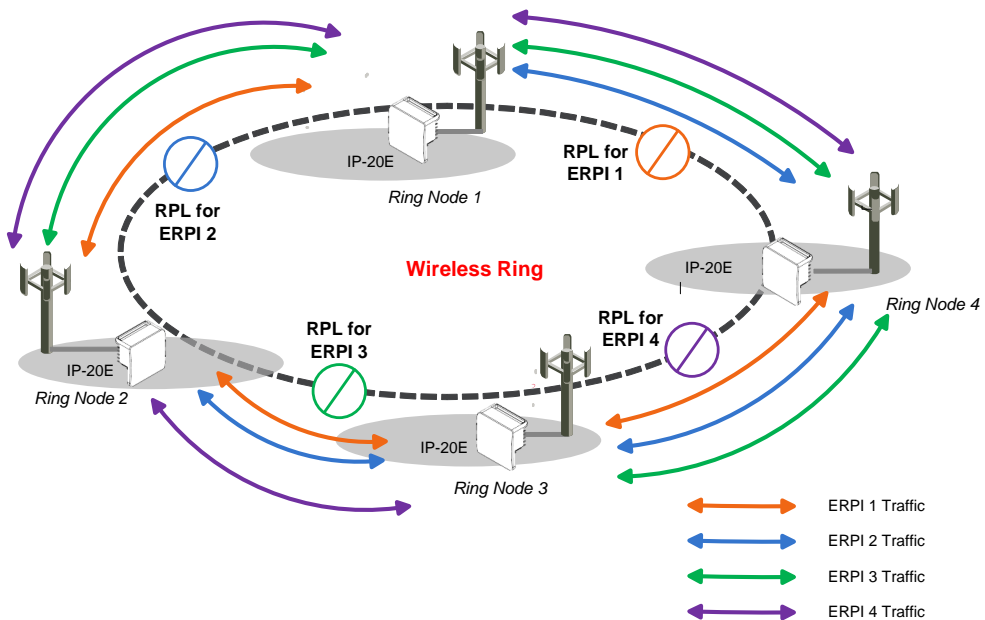 IP-20E
Ring Node 1
RPL for
ERPI 1
RPL for
ERPI 2
Wireless Ring
IP-20E
Ring Node 4
RPL for
ERPI 3
RPL for
ERPI 4
IP-20E
Ring Node 2
IP-20E
Ring Node 3
ERPI 1 Traffic
ERPI 2 Traffic
ERPI 3 Traffic
ERPI 4 Traffic